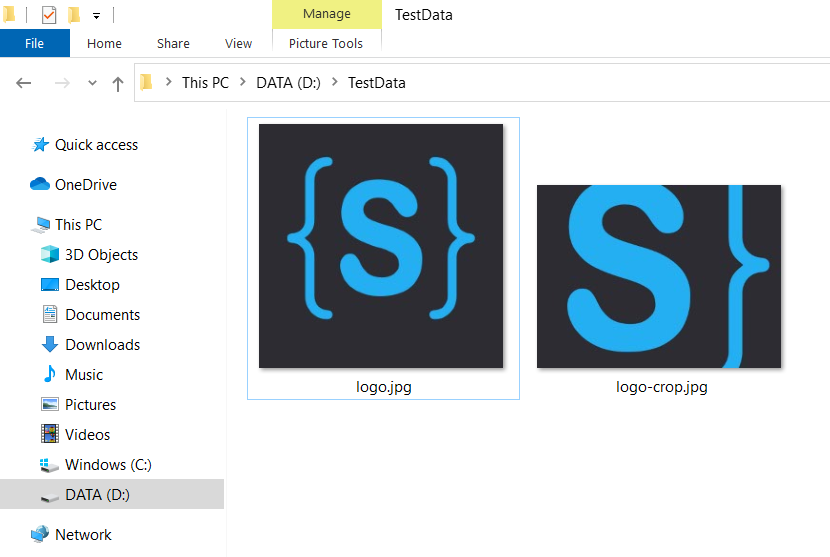 Manage
TestData
File
Home
Share
View
Picture Tools
This PC
DATA (D:)
TestData
Quick access
OneDrive
This PC
3D Objects
Desktop
Documents
Downloads
Music
Pictures
Videos
Windows (C:)
DATA (D:)
Network
{S}
logo.jpg
S}
logo-crop.jpg